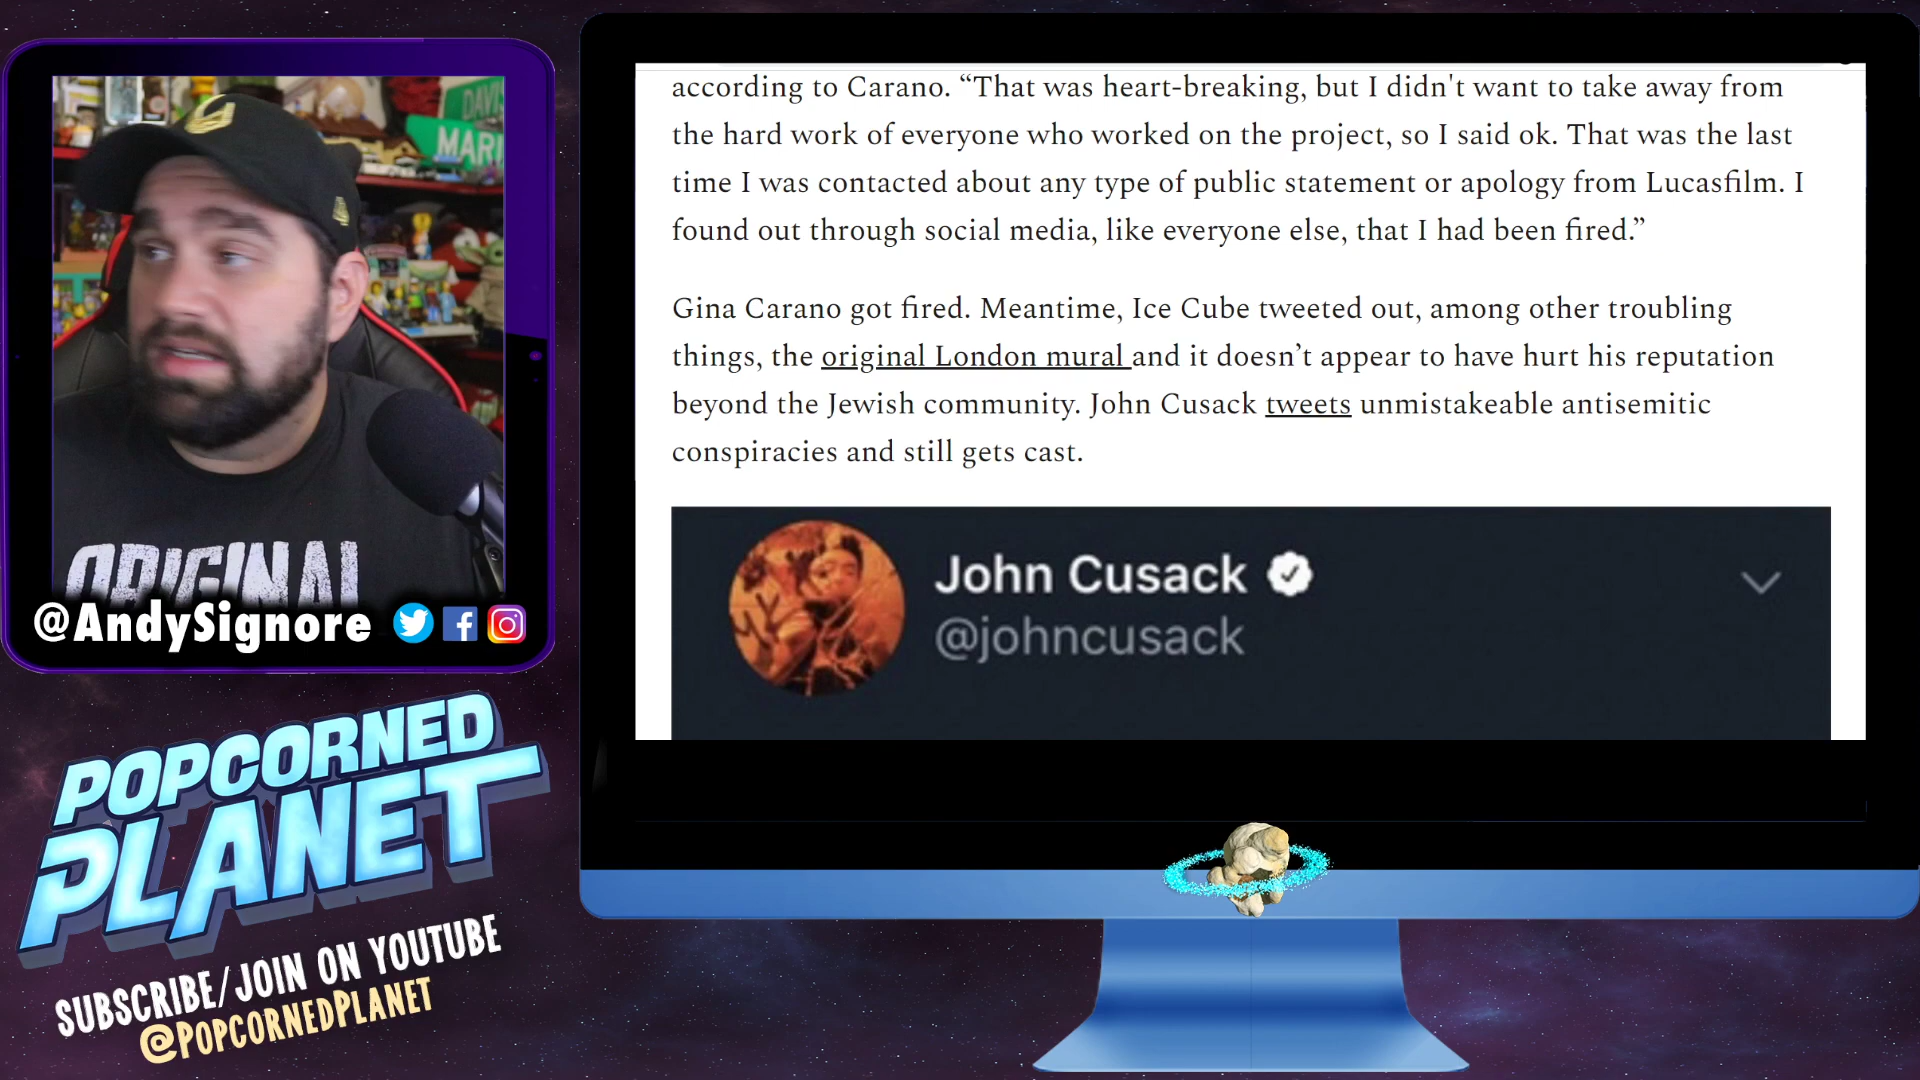 according to Carano. “That was heart-breaking, but I didn't want to take away from
the hard work of everyone who worked on the project, so I said ok. That was the last
time I was contacted about any type of public statement or apology from Lucasfilm. I
found out through social media, like everyone else, that I had been fired.”
Gina Carano got fired. Meantime, Ice Cube tweeted out, among other troubling
things, the original London mural and it doesn’t appear to have hurt his reputation
beyond the Jewish community. John Cusack tweets unmistakeable antisemitic
conspiracies and still gets cast.
John Cusack
@johncusack
DAVIS
MARI
ORIGINAL
@AndySignore
POPCORNED
PLANET
SUBSCRIBE/JOIN ON YOUTUBE
@POPCORNEDPLANET